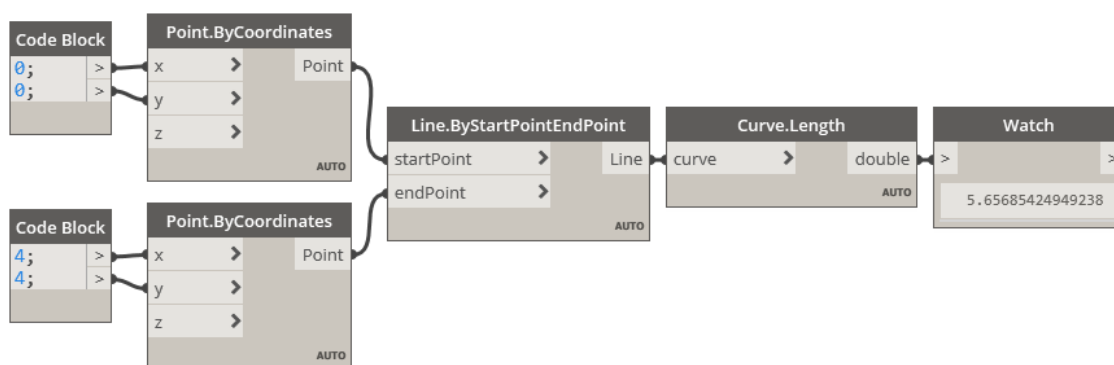 Code Block
0; >
0; >
Point.ByCoordinates
x > Point
y >
z >
AUTO
Code Block
4; >
4; >
Point.ByCoordinates
x > Point
y >
z >
AUTO
Line.ByStartPointEndPoint
startPoint > Line
endPoint >
AUTO
Curve.Length
curve > double
AUTO
Watch
> >
5.65685424949238